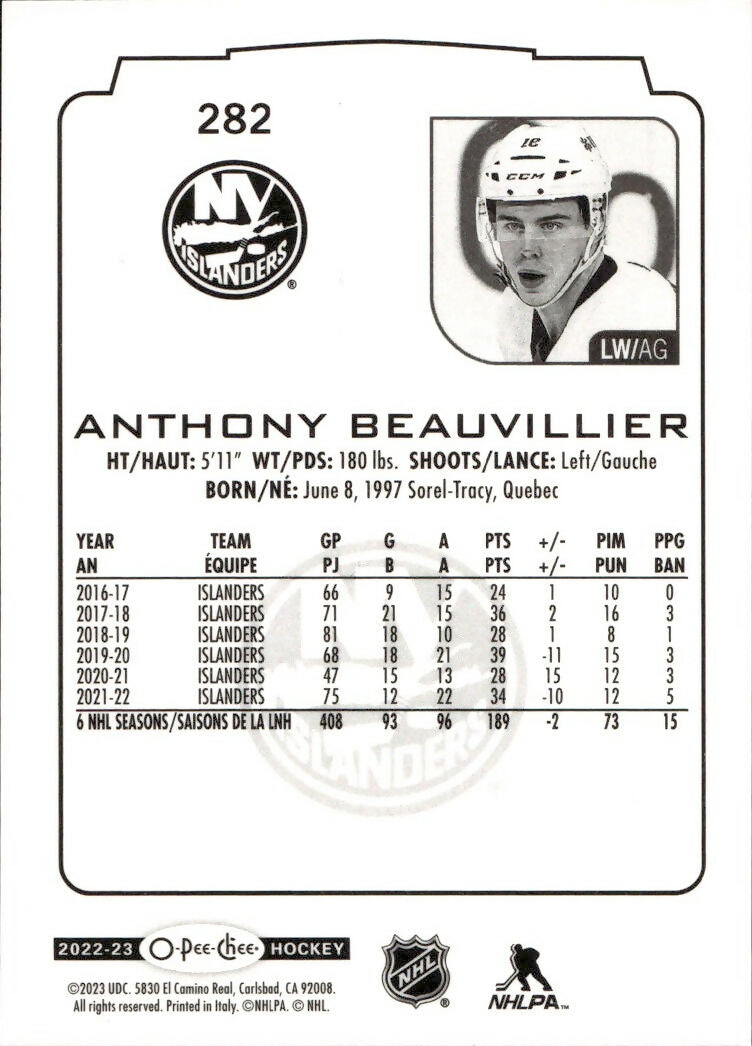 282
NY
ISLANDERS
®
18
CCM
LW/AG
ANTHONY BEAUVILLIER
HT/HAUT: 5'11" WT/PDS: 180 lbs. SHOOTS/LANCE: Left/Gauche
BORN/NÉ: June 8, 1997 Sorel-Tracy, Quebec
YEAR TEAM GP G A PTS +/- PIM PPG
AN ÉQUIPE PJ B A PTS +/- PUN BAN
2016-17 ISLANDERS 66 9 15 24 1 10 0
2017-18 ISLANDERS 71 21 15 36 2 16 3
2018-19 ISLANDERS 81 18 10 28 1 8 1
2019-20 ISLANDERS 68 18 21 39 -11 15 3
2020-21 ISLANDERS 47 15 13 28 15 12 3
2021-22 ISLANDERS 75 12 22 34 -10 12 5
6 NHL SEASONS/SAISONS DE LA LNH 408 93 96 189 -2 73 15
NY
ISLANDERS
2022-23 O-Pee-Chee® HOCKEY
©2023 UDC. 5830 El Camino Real, Carlsbad, CA 92008.
All rights reserved. Printed in Italy. ©NHLPA. © NHL.
NHL®
NHLPA™